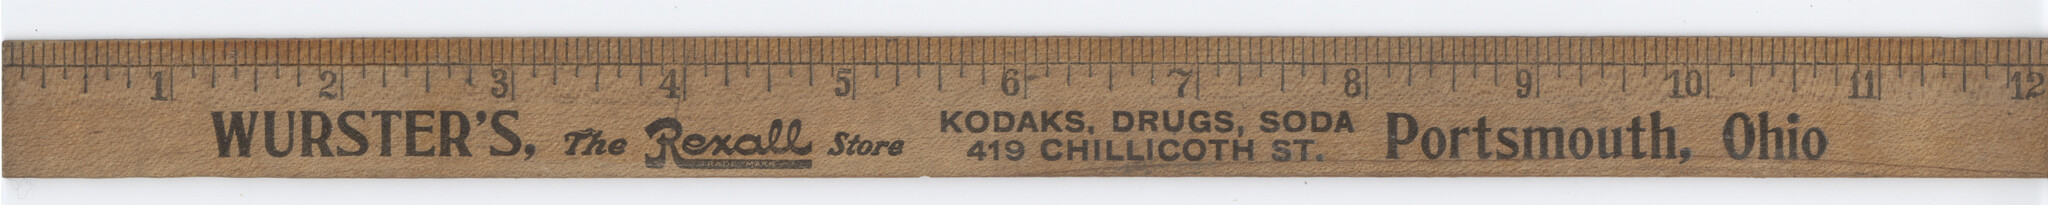 1 2 3 4 5 6 7 8 9 10 11 12
WURSTER'S, The Rexall Store
TRADE MARK
KODAKS, DRUGS, SODA
419 CHILLICOTH ST.
Portsmouth, Ohio